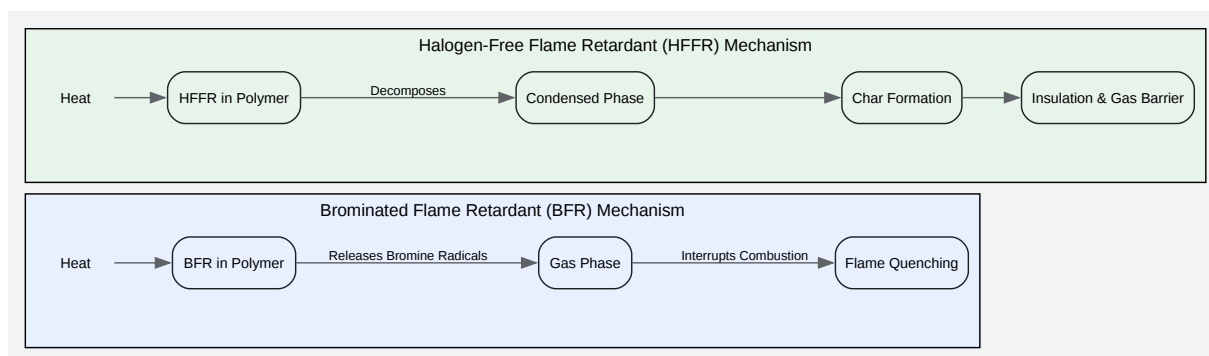 Halogen-Free Flame Retardant (HFFR) Mechanism
Heat
HFFR in Polymer
Decomposes
Condensed Phase
Char Formation
Insulation & Gas Barrier
Brominated Flame Retardant (BFR) Mechanism
Heat
BFR in Polymer
Releases Bromine Radicals
Gas Phase
Interrupts Combustion
Flame Quenching